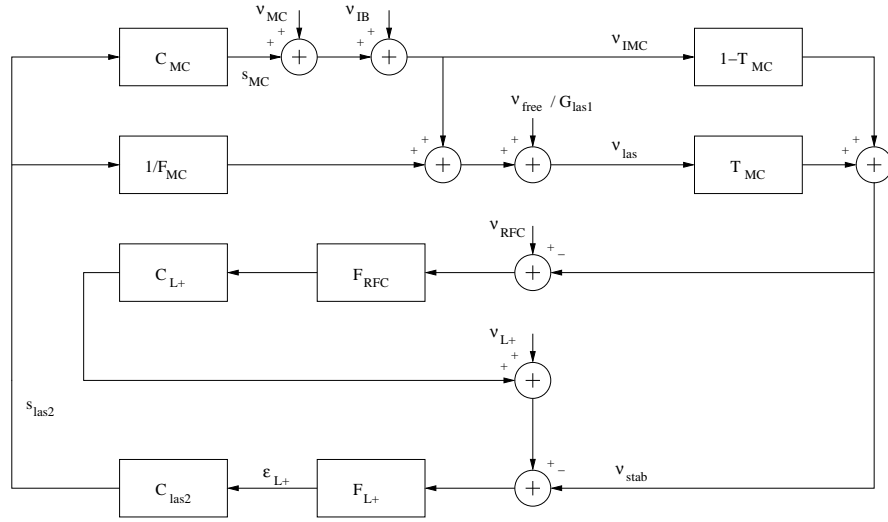 ν_MC ν_IB
+ +
+ +
C_MC + + ν_IMC 1−T_MC
s_MC
ν_free / G_las1
+ + + +
+ +
1/F_MC + + ν_las T_MC +
ν_RFC
+ −
C_L+ F_RFC +
ν_L+
+
+
+
s_las2
+ −
ε_L+ ν_stab
C_las2 F_L+ +